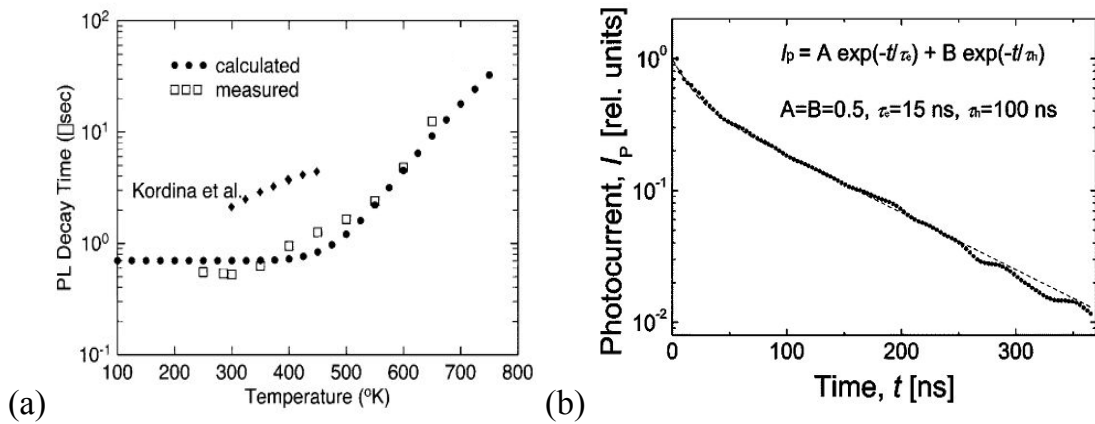 PL Decay Time (□sec)
10²
10¹
10⁰
10⁻¹
calculated
measured
Kordina et al.
100 200 300 400 500 600 700 800
Temperature (ºK)
(a)
Photocurrent, Iₚ [rel. units]
10⁰
10⁻¹
10⁻²
Iₚ = A exp(-t/τₑ) + B exp(-t/τₕ)
A=B=0.5, τₑ=15 ns, τₕ=100 ns
0 100 200 300
Time, t [ns]
(b)